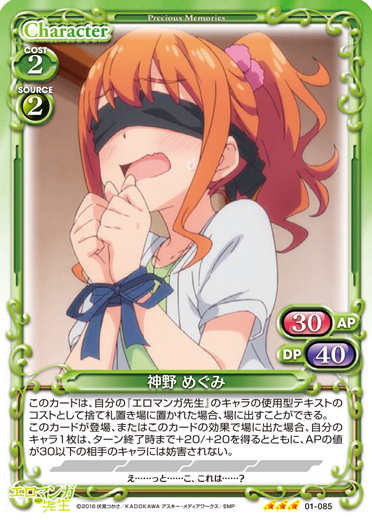 Precious Memories
Character
COST
2
SOURCE
2
30 AP
DP 40
神野 めぐみ
このカードは、自分の『エロマンガ先生』のキャラの使用型テキストの
コストとして捨て札置き場に置かれた場合、場に出すことができる。
このカードが登場、またはこのカードの効果で場に出た場合、自分の
キャラ1枚は、ターン終了時まで+20/+20を得るとともに、APの値
が30以下の相手のキャラには妨害されない。
え……っと……こ、これは……?
エロマンガ先生
©2016 伏見つかさ/KADOKAWA アスキー・メディアワークス/EMP
01-085